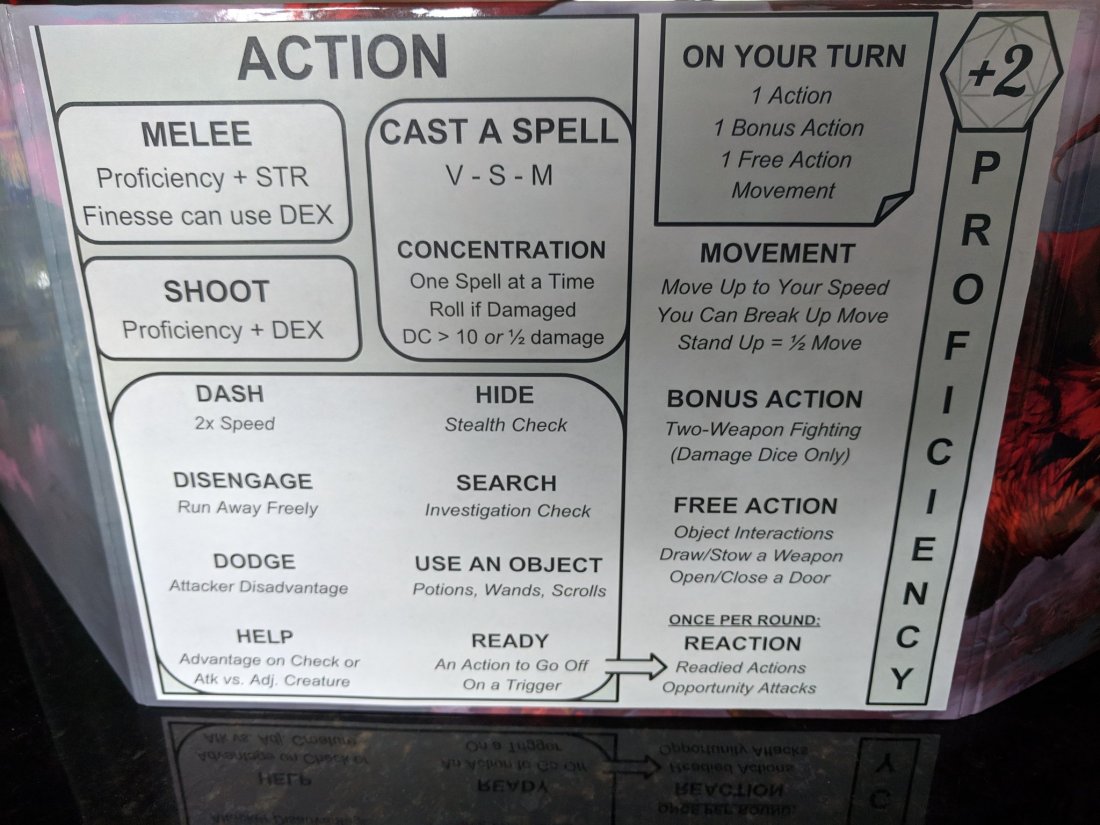 ACTION
MELEE
Proficiency + STR
Finesse can use DEX
SHOOT
Proficiency + DEX
CAST A SPELL
V - S - M
CONCENTRATION
One Spell at a Time
Roll if Damaged
DC > 10 or ½ damage
DASH
2x Speed
HIDE
Stealth Check
DISENGAGE
Run Away Freely
SEARCH
Investigation Check
DODGE
Attacker Disadvantage
USE AN OBJECT
Potions, Wands, Scrolls
HELP
Advantage on Check or
Atk vs. Adj. Creature
READY
An Action to Go Off
On a Trigger
ON YOUR TURN
1 Action
1 Bonus Action
1 Free Action
Movement
MOVEMENT
Move Up to Your Speed
You Can Break Up Move
Stand Up = ½ Move
BONUS ACTION
Two-Weapon Fighting
(Damage Dice Only)
FREE ACTION
Object Interactions
Draw/Stow a Weapon
Open/Close a Door
ONCE PER ROUND:
REACTION
Readied Actions
Opportunity Attacks
+2
PROFICIENCY